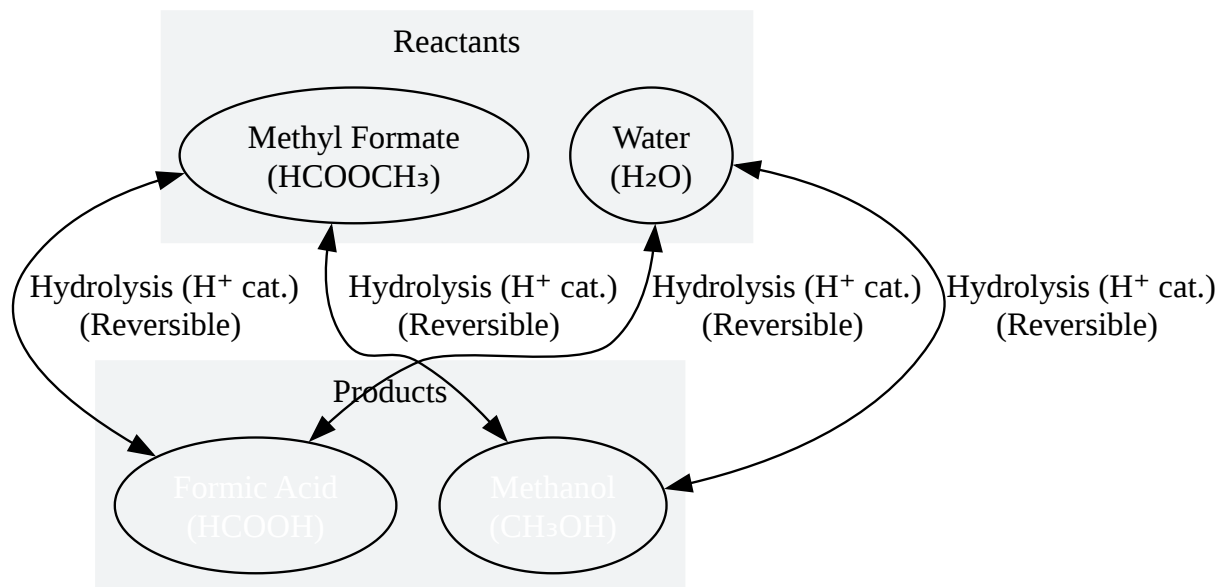 Reactants
Methyl Formate
(HCOOCH₃)
Water
(H₂O)
Hydrolysis (H⁺ cat.)
(Reversible)
Hydrolysis (H⁺ cat.)
(Reversible)
Hydrolysis (H⁺ cat.)
(Reversible)
Hydrolysis (H⁺ cat.)
(Reversible)
Products
Formic Acid
(HCOOH)
Methanol
(CH₃OH)